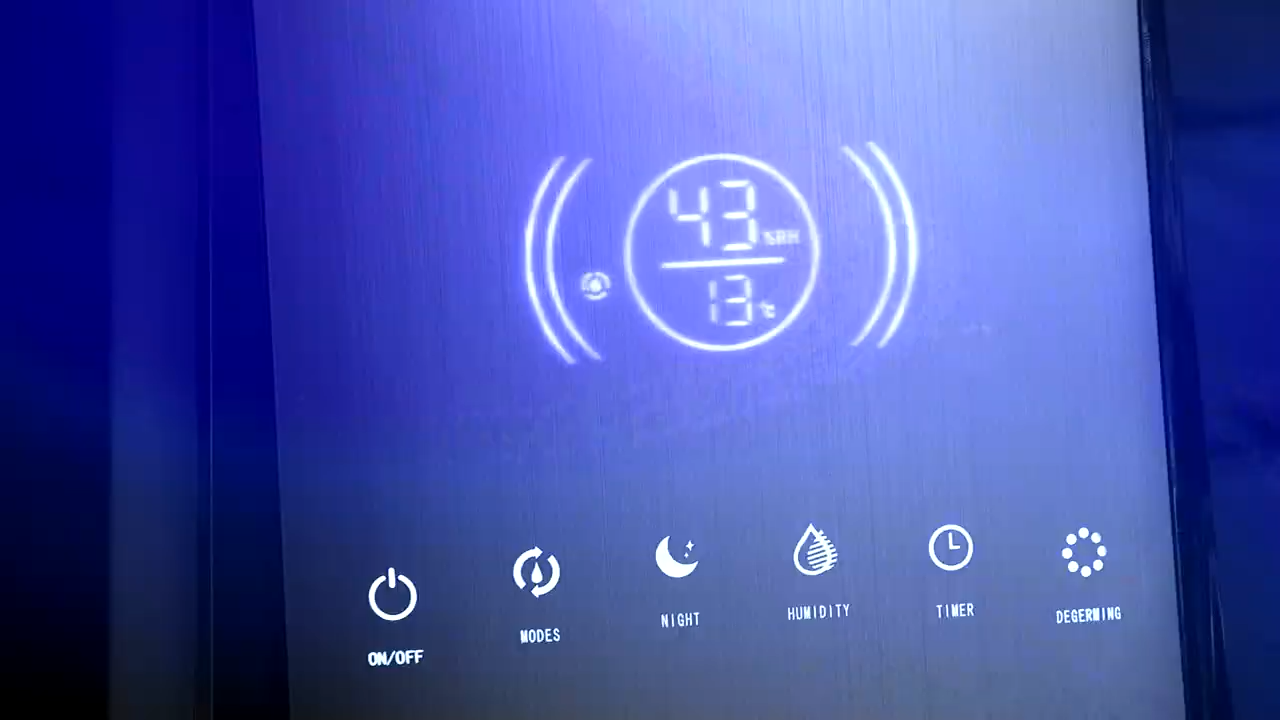 43 %RH
13 ℃
ON/OFF
MODES
NIGHT
HUMIDITY
TIMER
DEGERMING